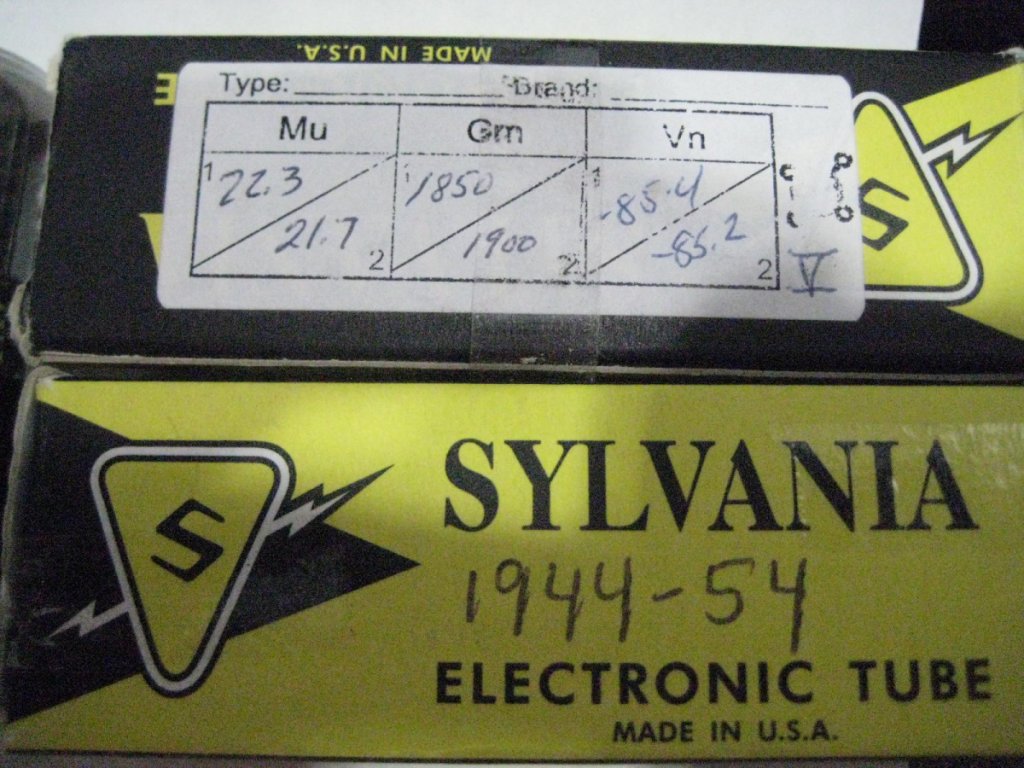 MADE IN U.S.A.
E
Type: Brand:
Mu Gm Vn
1 22.3 1 1850 1 -85.4
21.7 2 1900 2 -85.2 2
V
S
S
SYLVANIA
1944-54
ELECTRONIC TUBE
MADE IN U.S.A.